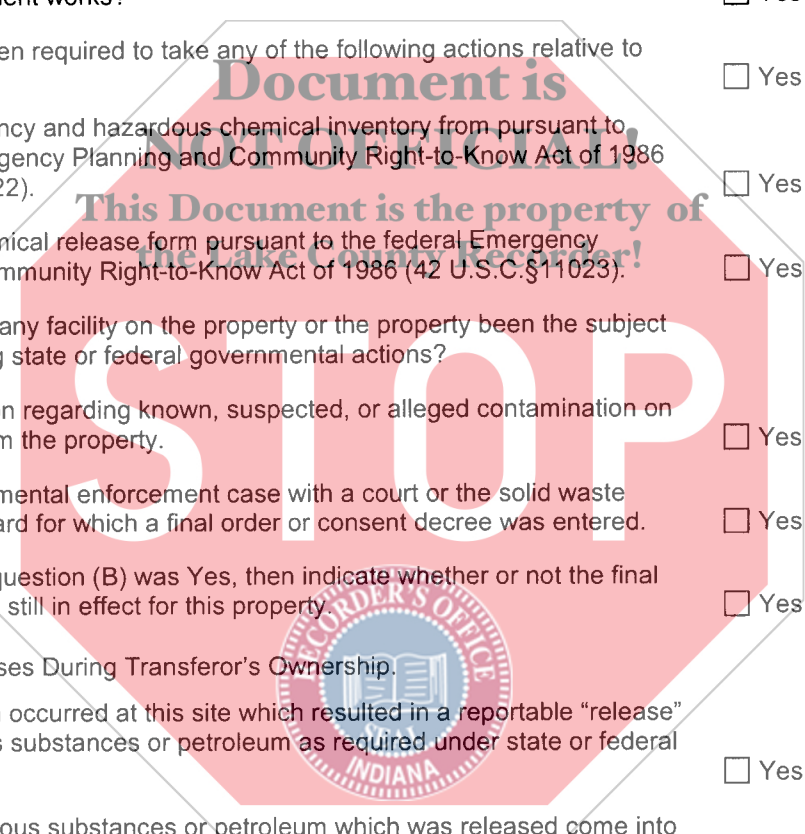 Yes
en required to take any of the following actions relative to
Document is
Yes
ncy and hazardous chemical inventory from pursuant to
NOT OFFICIAL!
gency Planning and Community Right-to-Know Act of 1986
22).
Yes
This Document is the property of
nical release form pursuant to the federal Emergency
the Lake County Recorder!
mmunity Right-to-Know Act of 1986 (42 U.S.C.§11023).
Yes
any facility on the property or the property been the subject
g state or federal governmental actions?
STOP
n regarding known, suspected, or alleged contamination on
m the property.
Yes
mental enforcement case with a court or the solid waste
ard for which a final order or consent decree was entered.
Yes
question (B) was Yes, then indicate whether or not the final
still in effect for this property.
Yes
RECORDER'S OFFICE
SEAL
INDIANA
ses During Transferor's Ownership.
occurred at this site which resulted in a reportable “release”
s substances or petroleum as required under state or federal
Yes
ous substances or petroleum which was released come into